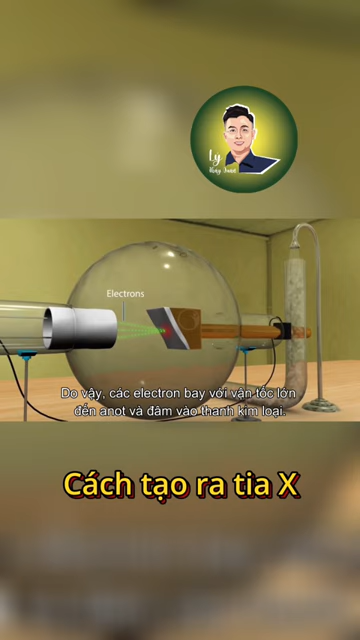 Lý
Electrons
Do vậy, các electron bay với vận tốc lớn
đến anot và đâm vào thanh kim loại.
Cách tạo ra tia X